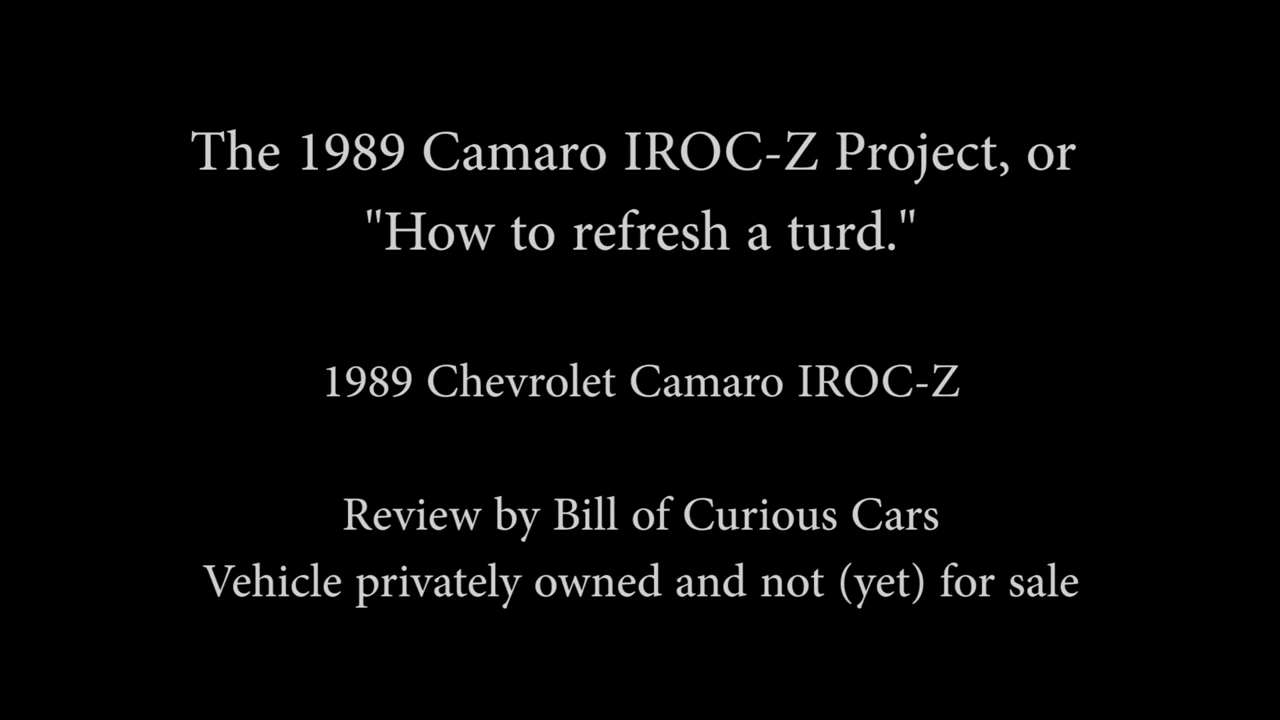 The 1989 Camaro IROC-Z Project, or
"How to refresh a turd."
1989 Chevrolet Camaro IROC-Z
Review by Bill of Curious Cars
Vehicle privately owned and not (yet) for sale